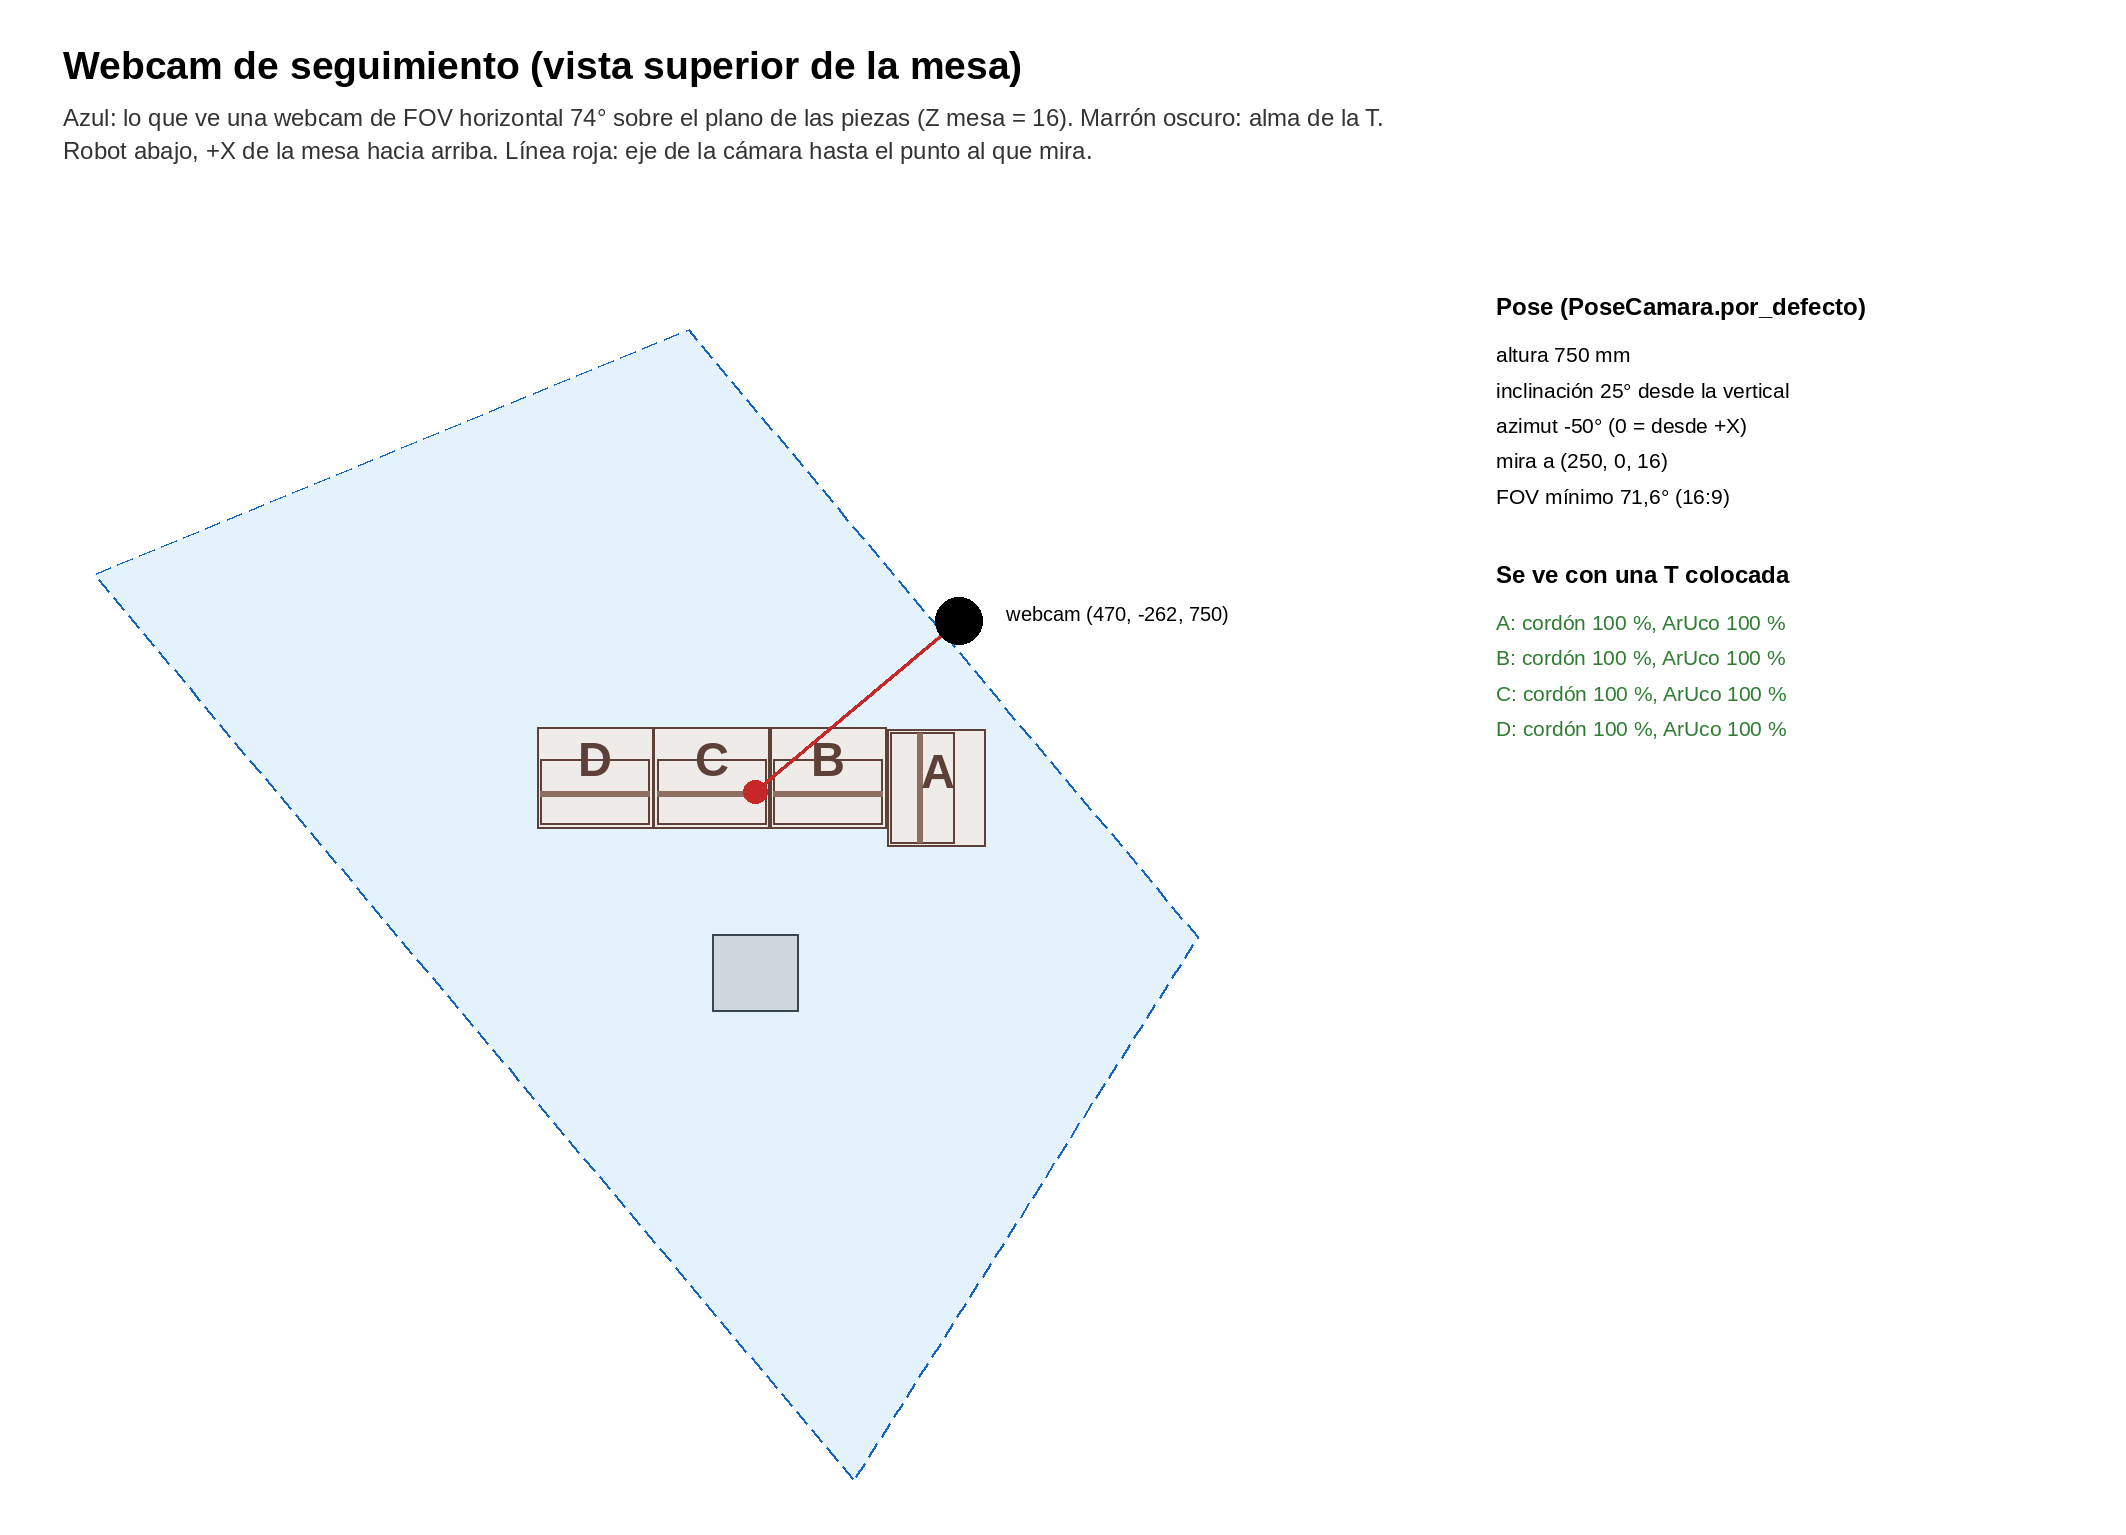 Webcam de seguimiento (vista superior de la mesa)
Azul: lo que ve una webcam de FOV horizontal 74° sobre el plano de las piezas (Z mesa = 16). Marrón oscuro: alma de la T.
Robot abajo, +X de la mesa hacia arriba. Línea roja: eje de la cámara hasta el punto al que mira.
Pose (PoseCamara.por_defecto)
altura 750 mm
inclinación 25° desde la vertical
azimut -50° (0 = desde +X)
mira a (250, 0, 16)
FOV mínimo 71,6° (16:9)
Se ve con una T colocada
A: cordón 100 %, ArUco 100 %
B: cordón 100 %, ArUco 100 %
C: cordón 100 %, ArUco 100 %
D: cordón 100 %, ArUco 100 %
webcam (470, -262, 750)
D
C
B
A